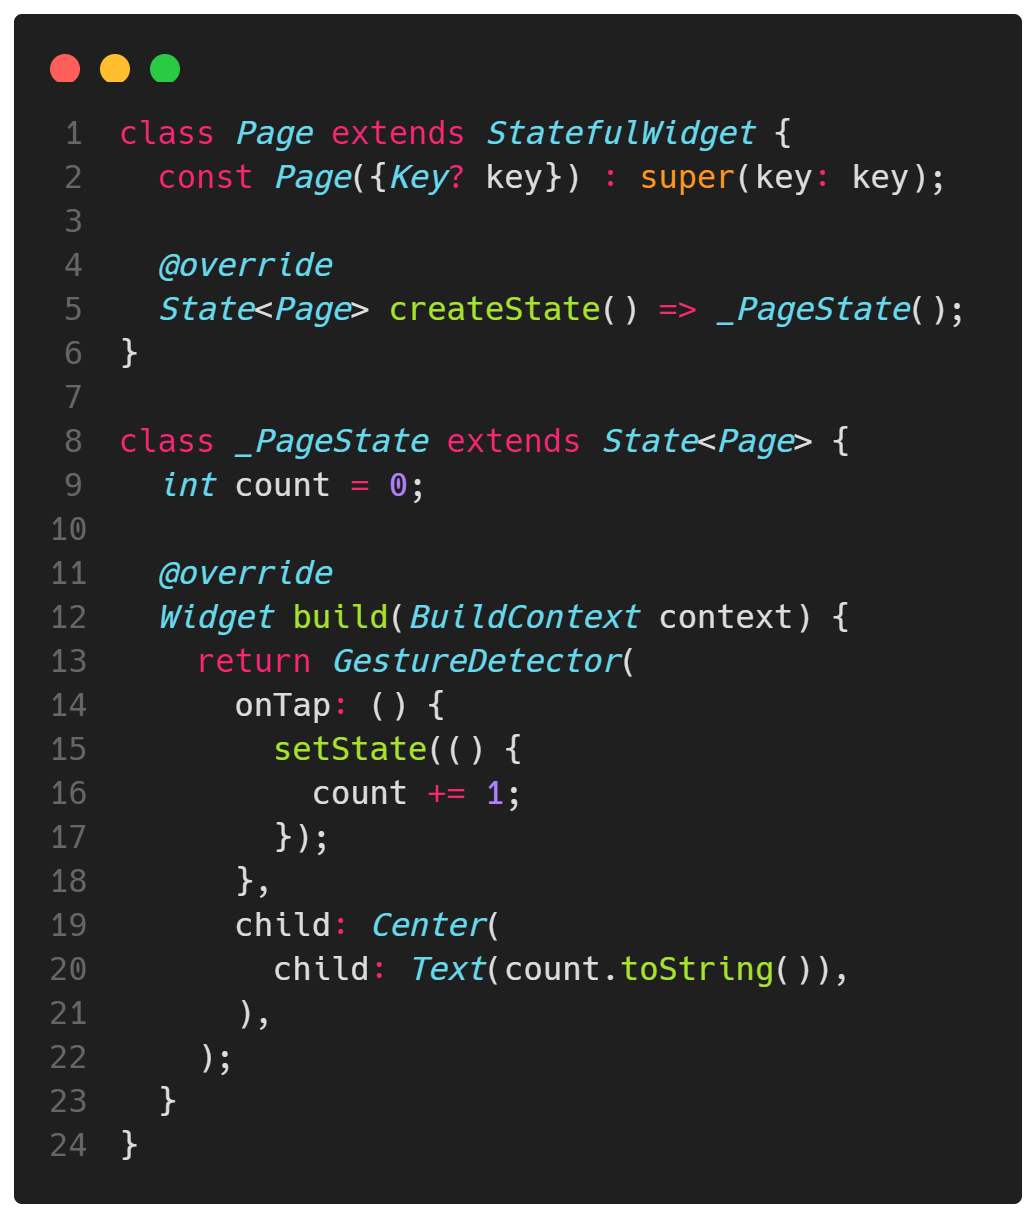 1 class Page extends StatefulWidget {
2   const Page({Key? key}) : super(key: key);
3
4   @override
5   State<Page> createState() => _PageState();
6 }
7
8 class _PageState extends State<Page> {
9   int count = 0;
10
11   @override
12   Widget build(BuildContext context) {
13     return GestureDetector(
14       onTap: () {
15         setState(() {
16           count += 1;
17         });
18       },
19       child: Center(
20         child: Text(count.toString()),
21       ),
22     );
23   }
24 }